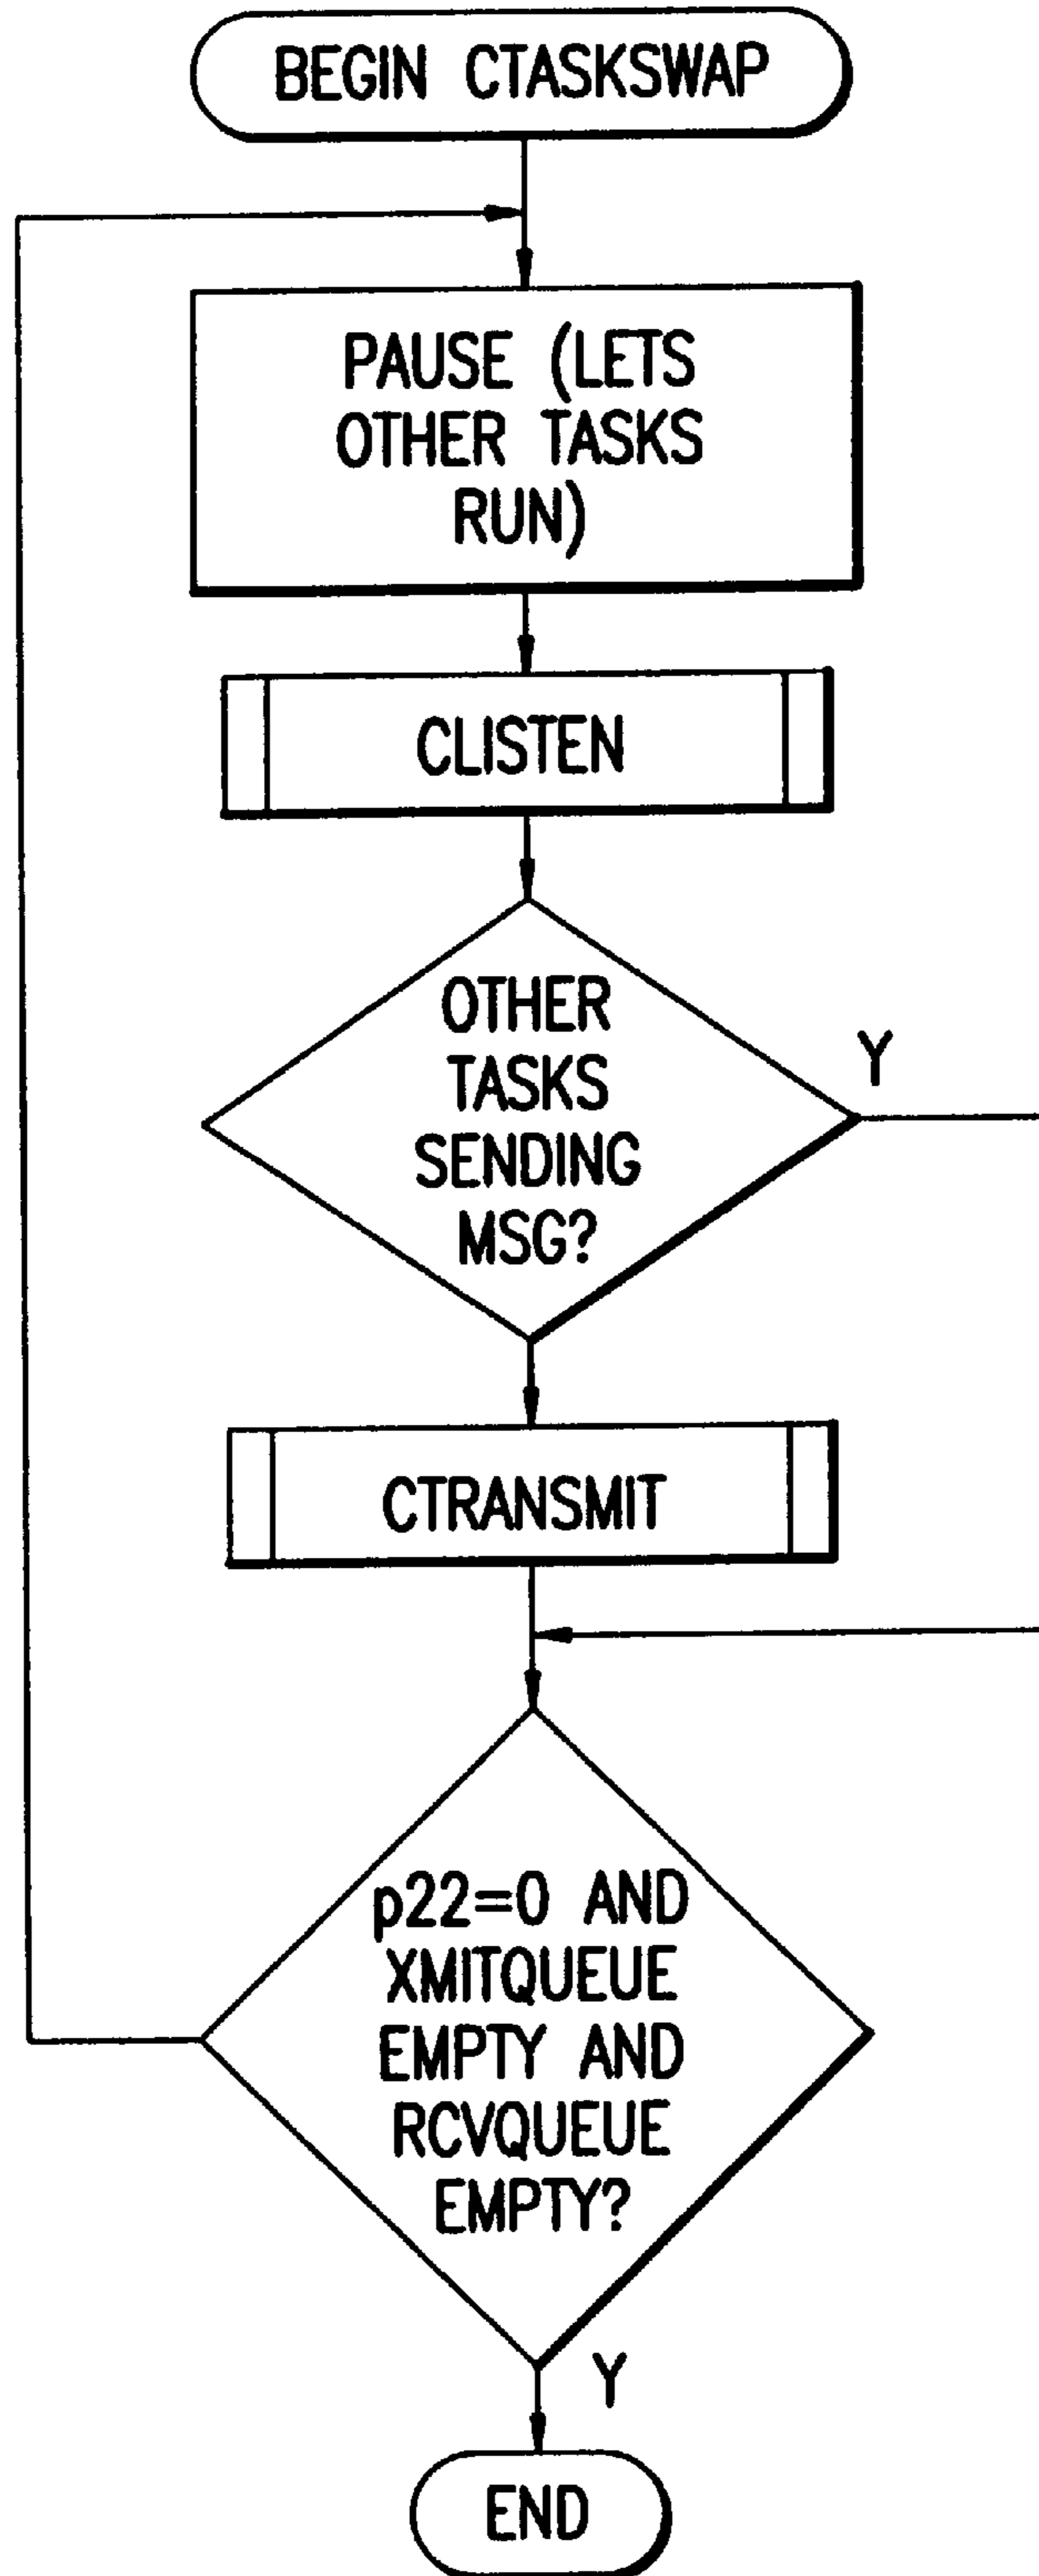 BEGIN CTASKSWAP
PAUSE (LETS
OTHER TASKS
RUN)
CLISTEN
OTHER
TASKS
SENDING
MSG?
Y
CTRANSMIT
p22=0 AND
XMITQUEUE
EMPTY AND
RCVQUEUE
EMPTY?
Y
END